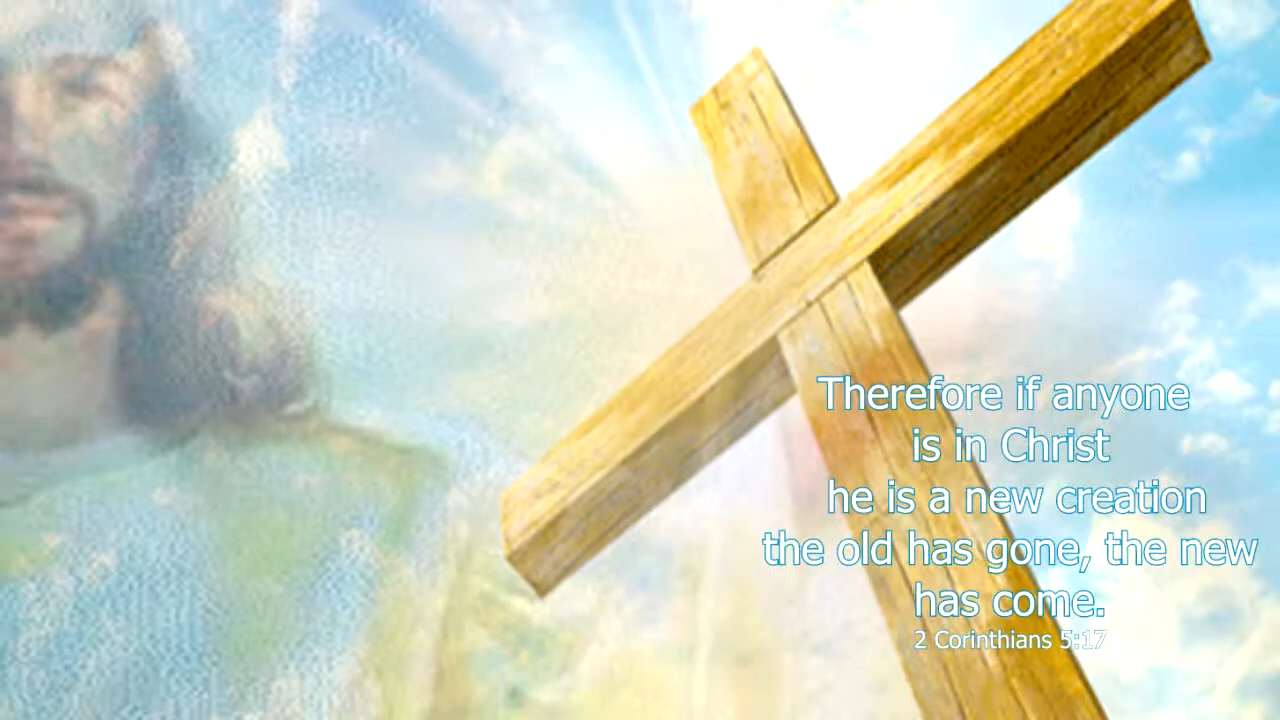 Therefore if anyone
is in Christ
he is a new creation
the old has gone, the new
has come.
2 Corinthians 5:17